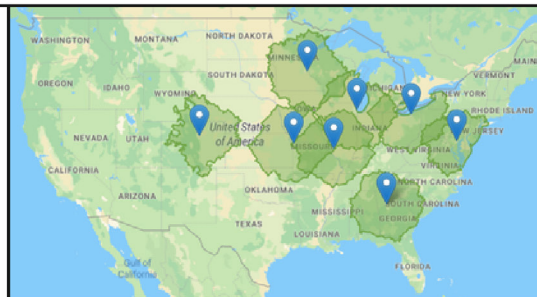 WASHINGTON
MONTANA
NORTH DAKOTA
MINNES
MAIN
OREGON
IDAHO
SOUTH DAKOTA
VERMONT
WYOMING
MICHIGAN
NEW YORK
RHODE ISLAND
NEVADA
UTAH
United States
of America
INDIANA
NEW JERSEY
MISSOURI
WEST VIRGINIA
VIRGINIA
CALIFORNIA
ARIZONA
OKLAHOMA
NORTH CAROLINA
MISSISSIPPI
SOUTH CAROLINA
TEXAS
GEORGIA
LOUISIANA
Gulf of
California
FLORIDA